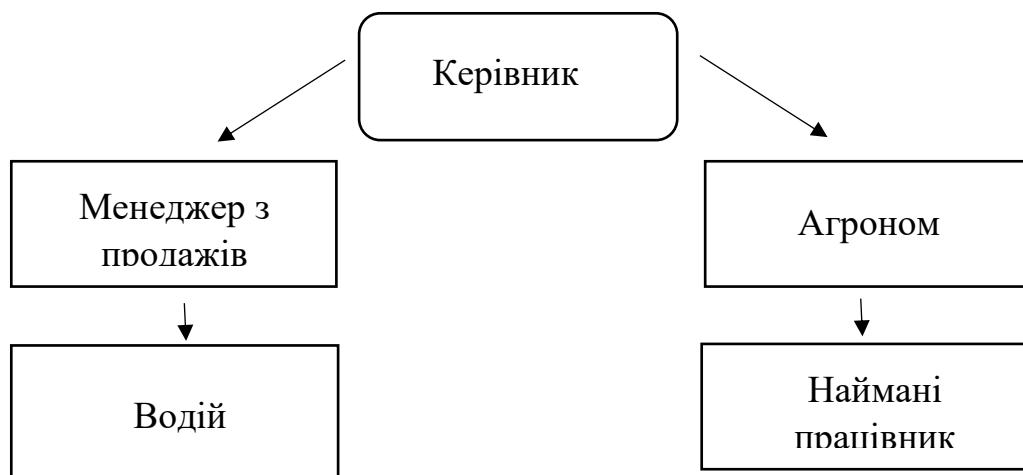 Керівник
Менеджер з
продажів
Агроном
Водій
Наймані
працівник